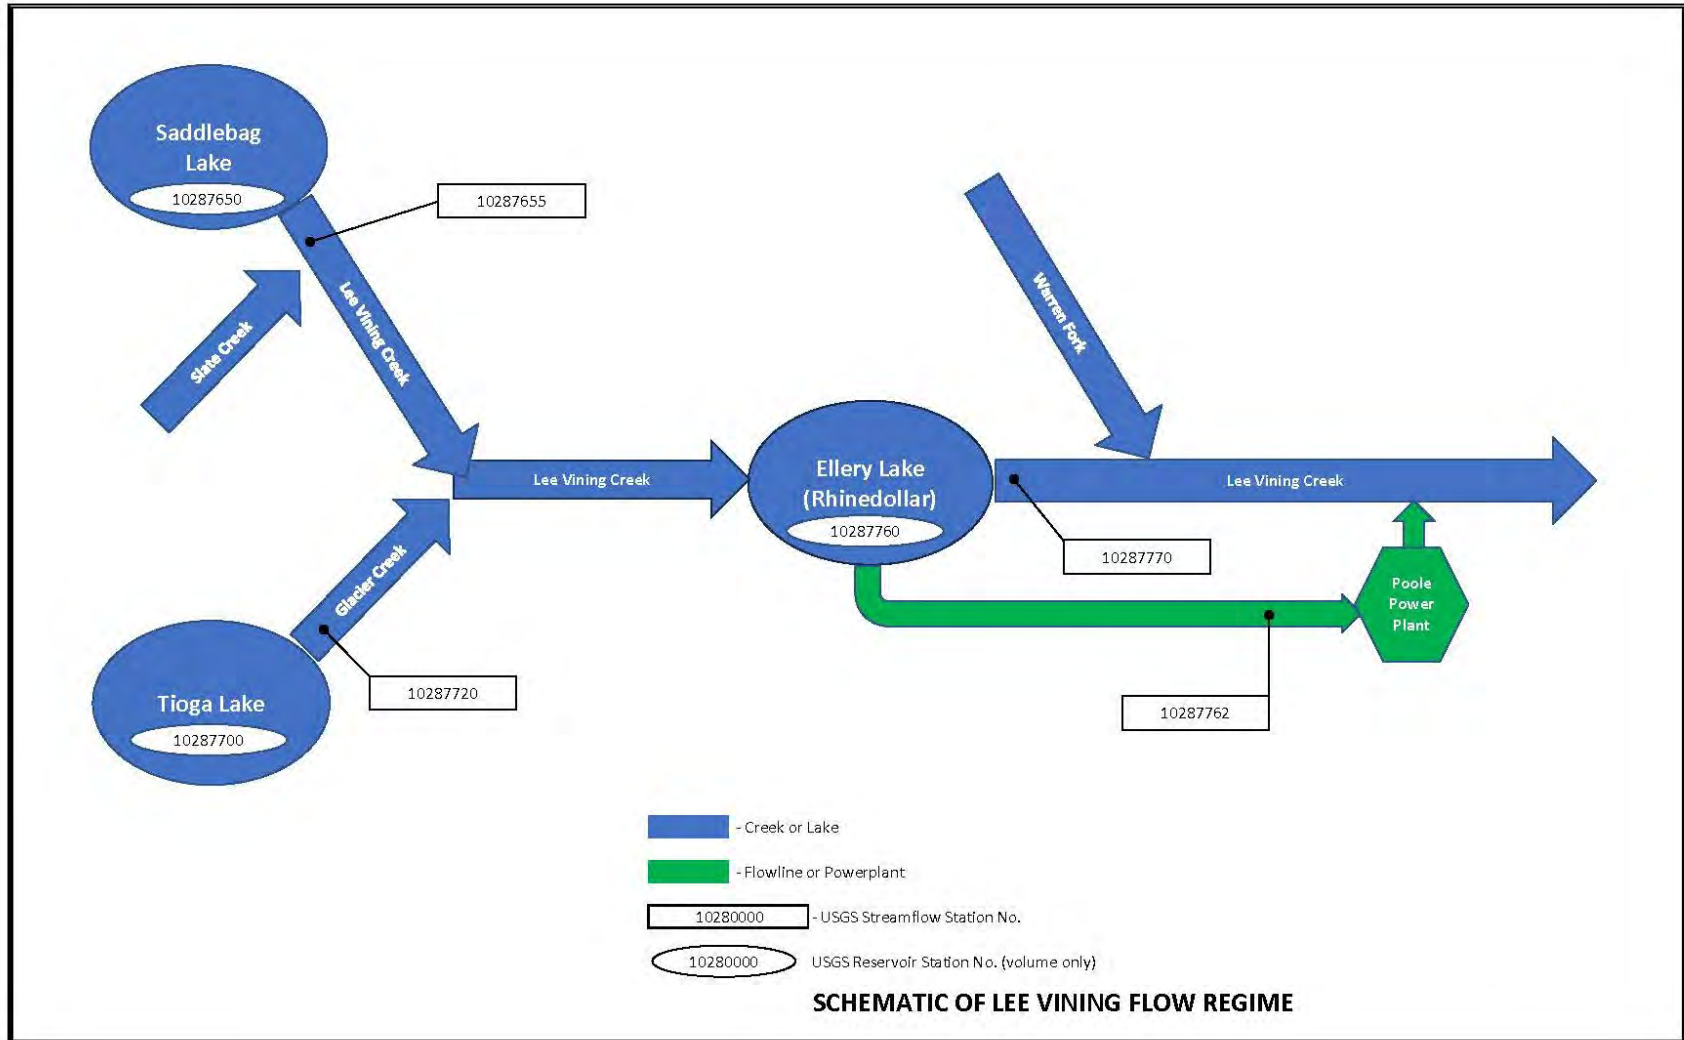 Saddlebag
Lake
10287650
10287655
Lee Vining Creek
Slate Creek
Warren Fork
Lee Vining Creek
Ellery Lake
(Rhinedollar)
10287760
Lee Vining Creek
10287770
Glacier Creek
10287720
Poole
Power
Plant
Tioga Lake
10287700
10287762
- Creek or Lake
- Flowline or Powerplant
10280000 - USGS Streamflow Station No.
10280000 USGS Reservoir Station No. (volume only)
SCHEMATIC OF LEE VINING FLOW REGIME